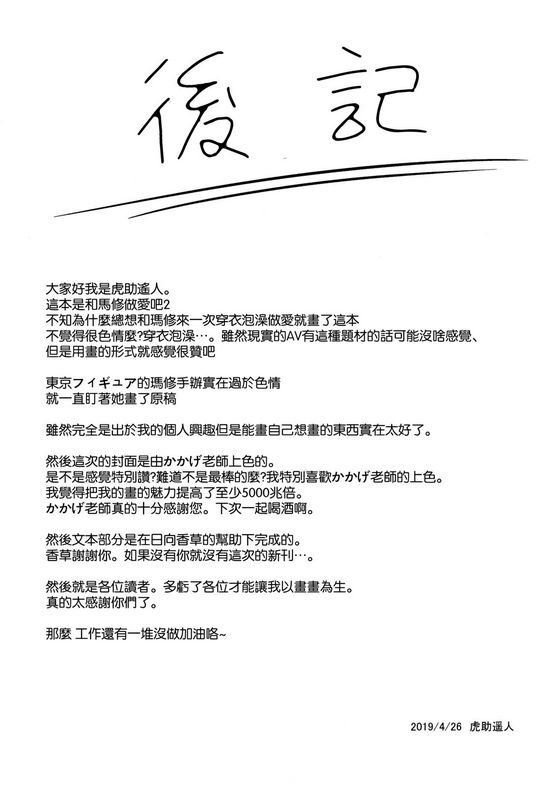 後記
大家好我是虎助遙人。
這本是和馬修做愛吧2
不知為什麼總想和瑪修來一次穿衣泡澡做愛就畫了這本
不覺得很色情麼?穿衣泡澡…。雖然現實的AV有這種題材的話可能沒啥感覺、
但是用畫的形式就感覺很贊吧
東京フィギュア的瑪修手辦實在過於色情
就一直盯著她畫了原稿
雖然完全是出於我的個人興趣但是能畫自己想畫的東西實在太好了。
然後這次的封面是由かかげ老師上色的。
是不是感覺特別讚?難道不是最棒的麼?我特別喜歡かかげ老師的上色。
我覺得把我的畫的魅力提高了至少5000兆倍。
かかげ老師真的十分感謝您。下次一起喝酒啊。
然後文本部分是在日向香草的幫助下完成的。
香草謝謝你。如果沒有你就沒有這次的新刊…。
然後就是各位讀者。多虧了各位才能讓我以畫畫為生。
真的太感謝你們了。
那麼 工作還有一堆沒做加油咯~
2019/4/26 虎助遥人